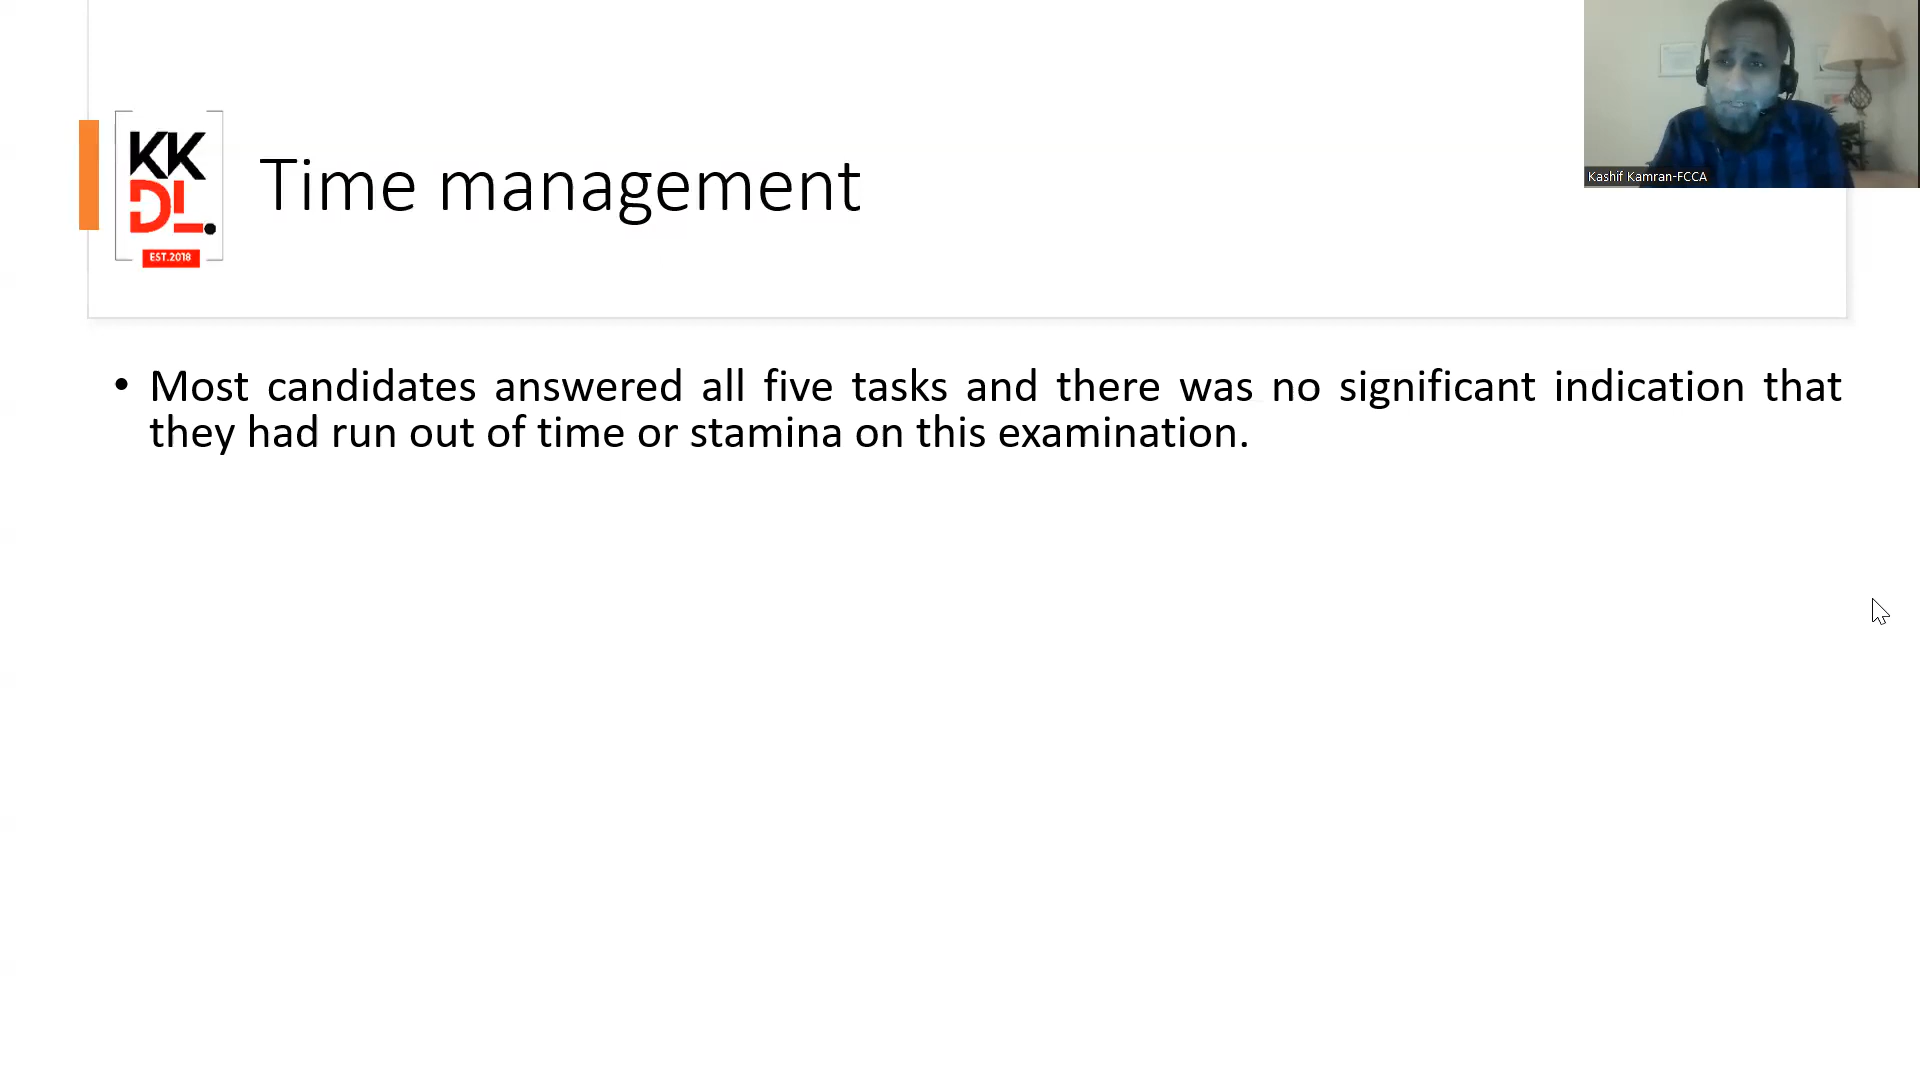 KK
DL.
EST.2018
Time management
Kashif Kamran-FCCA
• Most candidates answered all five tasks and there was no significant indication that
they had run out of time or stamina on this examination.